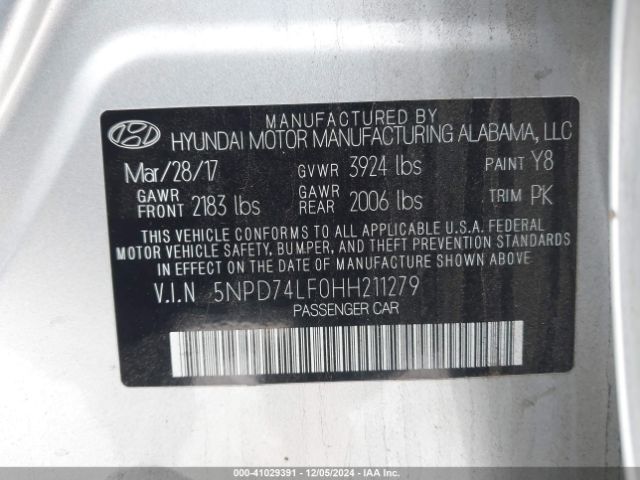 MANUFACTURED BY
HYUNDAI MOTOR MANUFACTURING ALABAMA, LLC
Mar/28/17 GVWR 3924 lbs PAINT Y8
GAWR FRONT 2183 lbs GAWR REAR 2006 lbs TRIM PK
THIS VEHICLE CONFORMS TO ALL APPLICABLE U.S.A. FEDERAL
MOTOR VEHICLE SAFETY, BUMPER, AND THEFT PREVENTION
STANDARDS IN EFFECT ON THE DATE OF MANUFACTURE SHOWN ABOVE.
V.I.N 5NPD74LF0HH211279
PASSENGER CAR
000-41029391 - 12/05/2024 - IAA Inc.